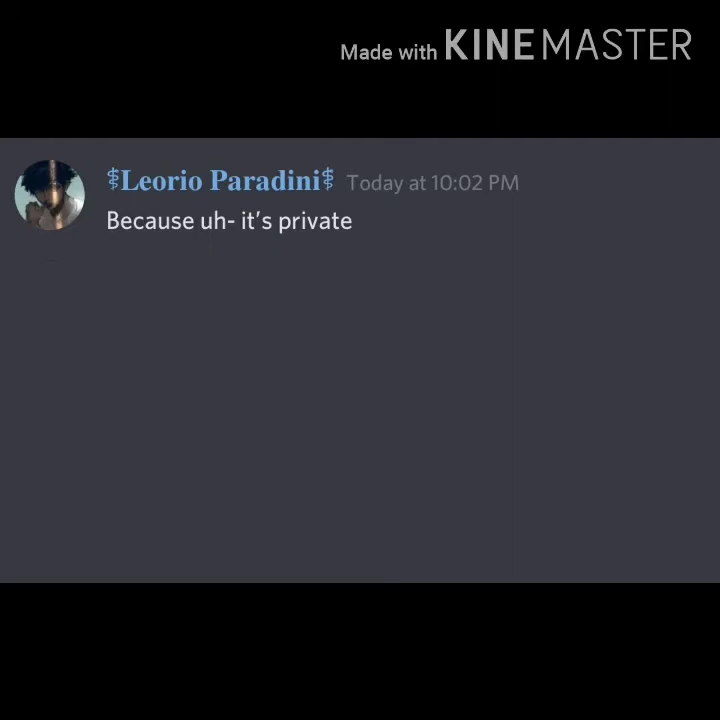 Made with KINEMASTER
⚕Leorio Paradini⚕ Today at 10:02 PM
Because uh- it’s private